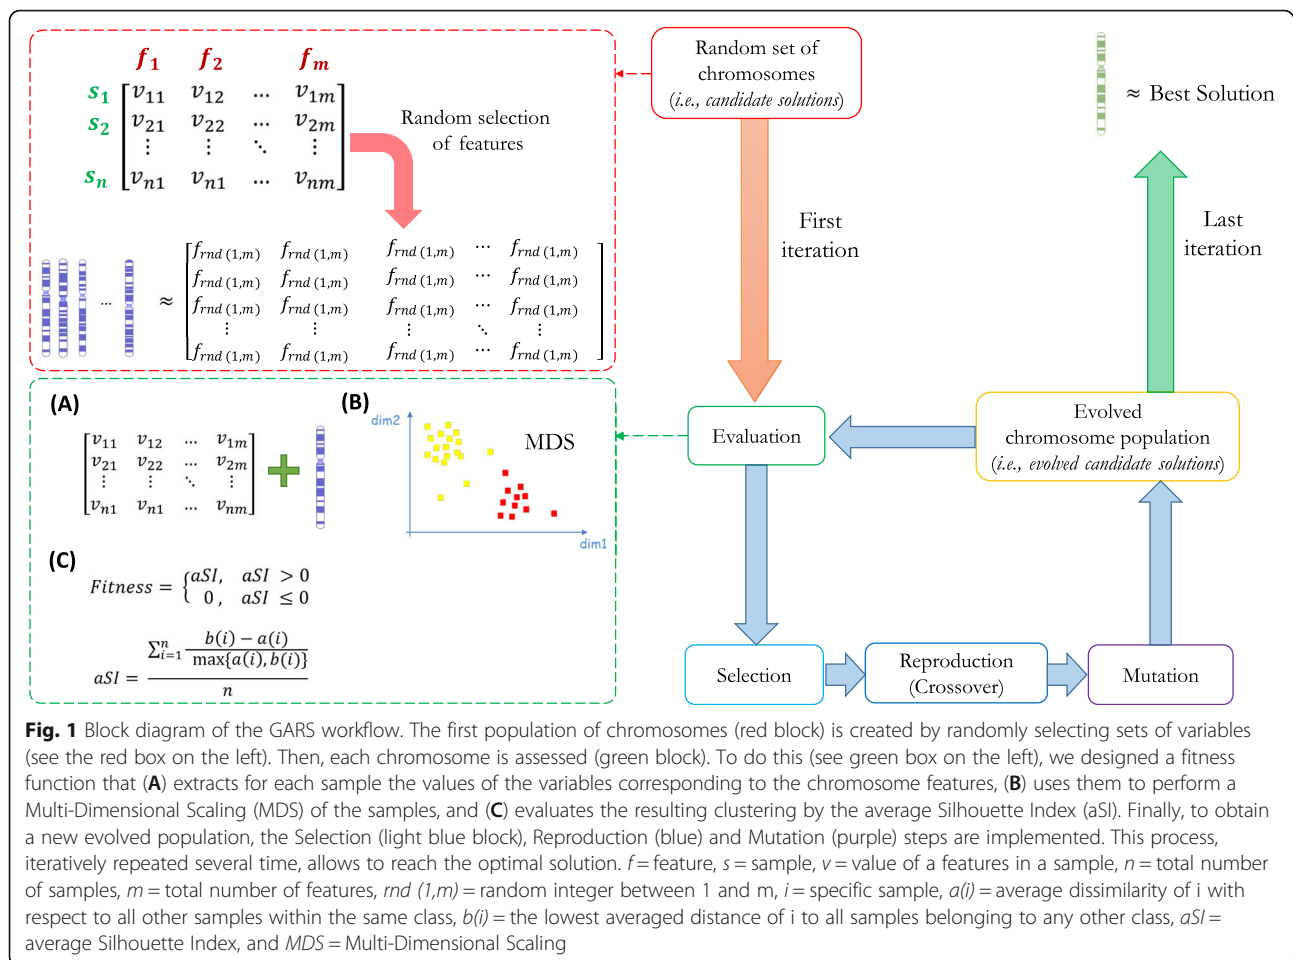 f1 f2 fm
s1 v11 v12 ... v1m
s2 v21 v22 ... v2m
⋮ ⋮ ⋱ ⋮
sn vn1 vn1 ... vnm
Random selection
of features
... ≈
frnd (1,m) frnd (1,m) frnd (1,m) ... frnd (1,m)
frnd (1,m) frnd (1,m) frnd (1,m) ... frnd (1,m)
frnd (1,m) frnd (1,m) frnd (1,m) ... frnd (1,m)
⋮ ⋮ ⋮ ⋱ ⋮
frnd (1,m) frnd (1,m) frnd (1,m) ... frnd (1,m)
Random set of
chromosomes
(i.e., candidate solutions)
≈ Best Solution
First
iteration
Last
iteration
(A)
v11 v12 ... v1m
v21 v22 ... v2m
⋮ ⋮ ⋱ ⋮
vn1 vn1 ... vnm
(B)
dim2
MDS
dim1
(C)
Fitness = { aSI, aSI > 0
0 , aSI ≤ 0
aSI = ∑i=1n b(i) − a(i) / max{a(i), b(i)} / n
Evaluation
Evolved
chromosome population
(i.e., evolved candidate solutions)
Selection
Reproduction
(Crossover)
Mutation
Fig. 1 Block diagram of the GARS workflow. The first population of chromosomes (red block) is created by randomly selecting sets of variables
(see the red box on the left). Then, each chromosome is assessed (green block). To do this (see green box on the left), we designed a fitness
function that (A) extracts for each sample the values of the variables corresponding to the chromosome features, (B) uses them to perform a
Multi-Dimensional Scaling (MDS) of the samples, and (C) evaluates the resulting clustering by the average Silhouette Index (aSI). Finally, to obtain
a new evolved population, the Selection (light blue block), Reproduction (blue) and Mutation (purple) steps are implemented. This process,
iteratively repeated several time, allows to reach the optimal solution. f = feature, s = sample, v = value of a features in a sample, n = total number
of samples, m = total number of features, rnd (1,m) = random integer between 1 and m, i = specific sample, a(i) = average dissimilarity of i with
respect to all other samples within the same class, b(i) = the lowest averaged distance of i to all samples belonging to any other class, aSI =
average Silhouette Index, and MDS = Multi-Dimensional Scaling